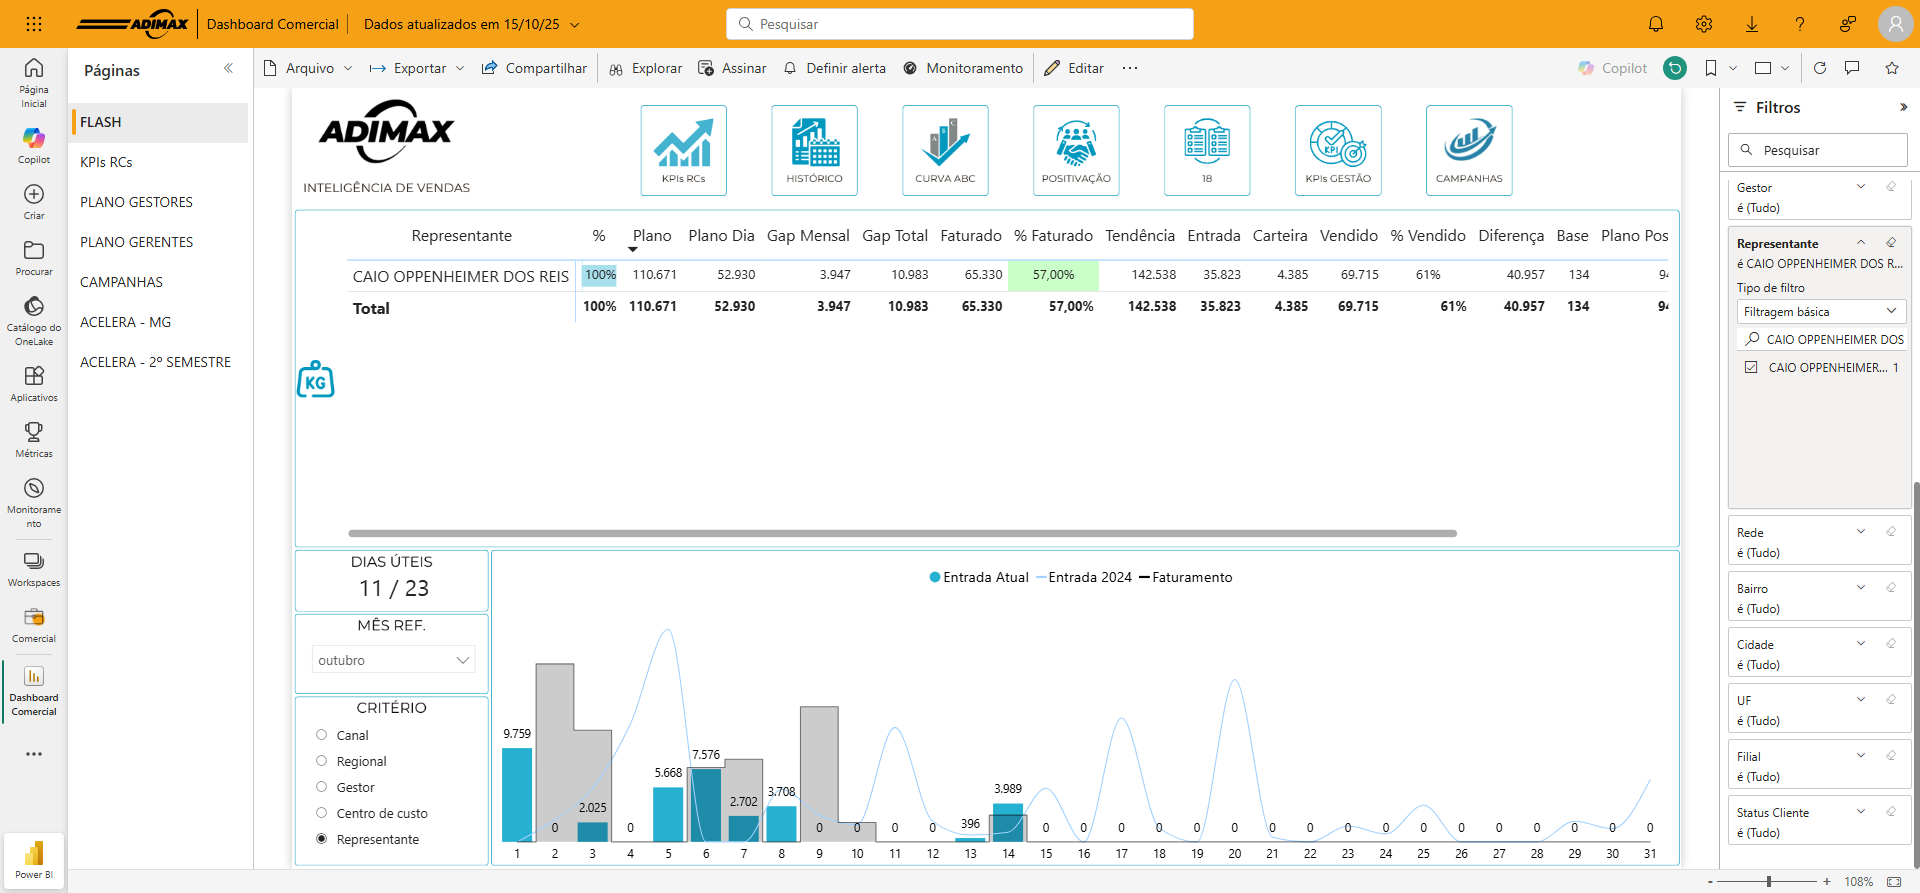 ADIMAX
Dashboard Comercial
Dados atualizados em 15/10/25
Pesquisar
Página Inicial
Copilot
Criar
Procurar
Catálogo do OneLake
Aplicativos
Métricas
Monitoramento
Workspaces
Comercial
Dashboard Comercial
Power BI
Páginas
FLASH
KPIs RCs
PLANO GESTORES
PLANO GERENTES
CAMPANHAS
ACELERA - MG
ACELERA - 2º SEMESTRE
Arquivo
Exportar
Compartilhar
Explorar
Assinar
Definir alerta
Monitoramento
Editar
Copilot
ADIMAX
INTELIGÊNCIA DE VENDAS
KPIs RCs
HISTÓRICO
A B C
CURVA ABC
POSITIVAÇÃO
18
KPI
KPIs GESTÃO
CAMPANHAS
Representante % Plano Plano Dia Gap Mensal Gap Total Faturado % Faturado Tendência Entrada Carteira Vendido % Vendido Diferença Base Plano Pos
CAIO OPPENHEIMER DOS REIS 100% 110.671 52.930 3.947 10.983 65.330 57,00% 142.538 35.823 4.385 69.715 61% 40.957 134
Total 100% 110.671 52.930 3.947 10.983 65.330 57,00% 142.538 35.823 4.385 69.715 61% 40.957 134
KG
DIAS ÚTEIS
11 / 23
MÊS REF.
outubro
CRITÉRIO
Canal
Regional
Gestor
Centro de custo
Representante
Entrada Atual Entrada 2024 Faturamento
9.759 0 2.025 0 5.668 7.576 2.702 3.708 0 0 0 0 396 3.989 0 0 0 0 0 0 0 0 0 0 0 0 0 0 0 0 0
1 2 3 4 5 6 7 8 9 10 11 12 13 14 15 16 17 18 19 20 21 22 23 24 25 26 27 28 29 30 31
Filtros
Pesquisar
Gestor
é (Tudo)
Representante
é CAIO OPPENHEIMER DOS R...
Tipo de filtro
Filtragem básica
CAIO OPPENHEIMER DOS
CAIO OPPENHEIMER... 1
Rede
é (Tudo)
Bairro
é (Tudo)
Cidade
é (Tudo)
UF
é (Tudo)
Filial
é (Tudo)
Status Cliente
é (Tudo)
- + 108%